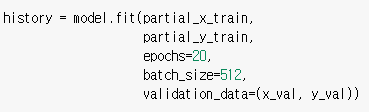 history = model.fit(partial_x_train,
                    partial_y_train,
                    epochs=20,
                    batch_size=512,
                    validation_data=(x_val, y_val))